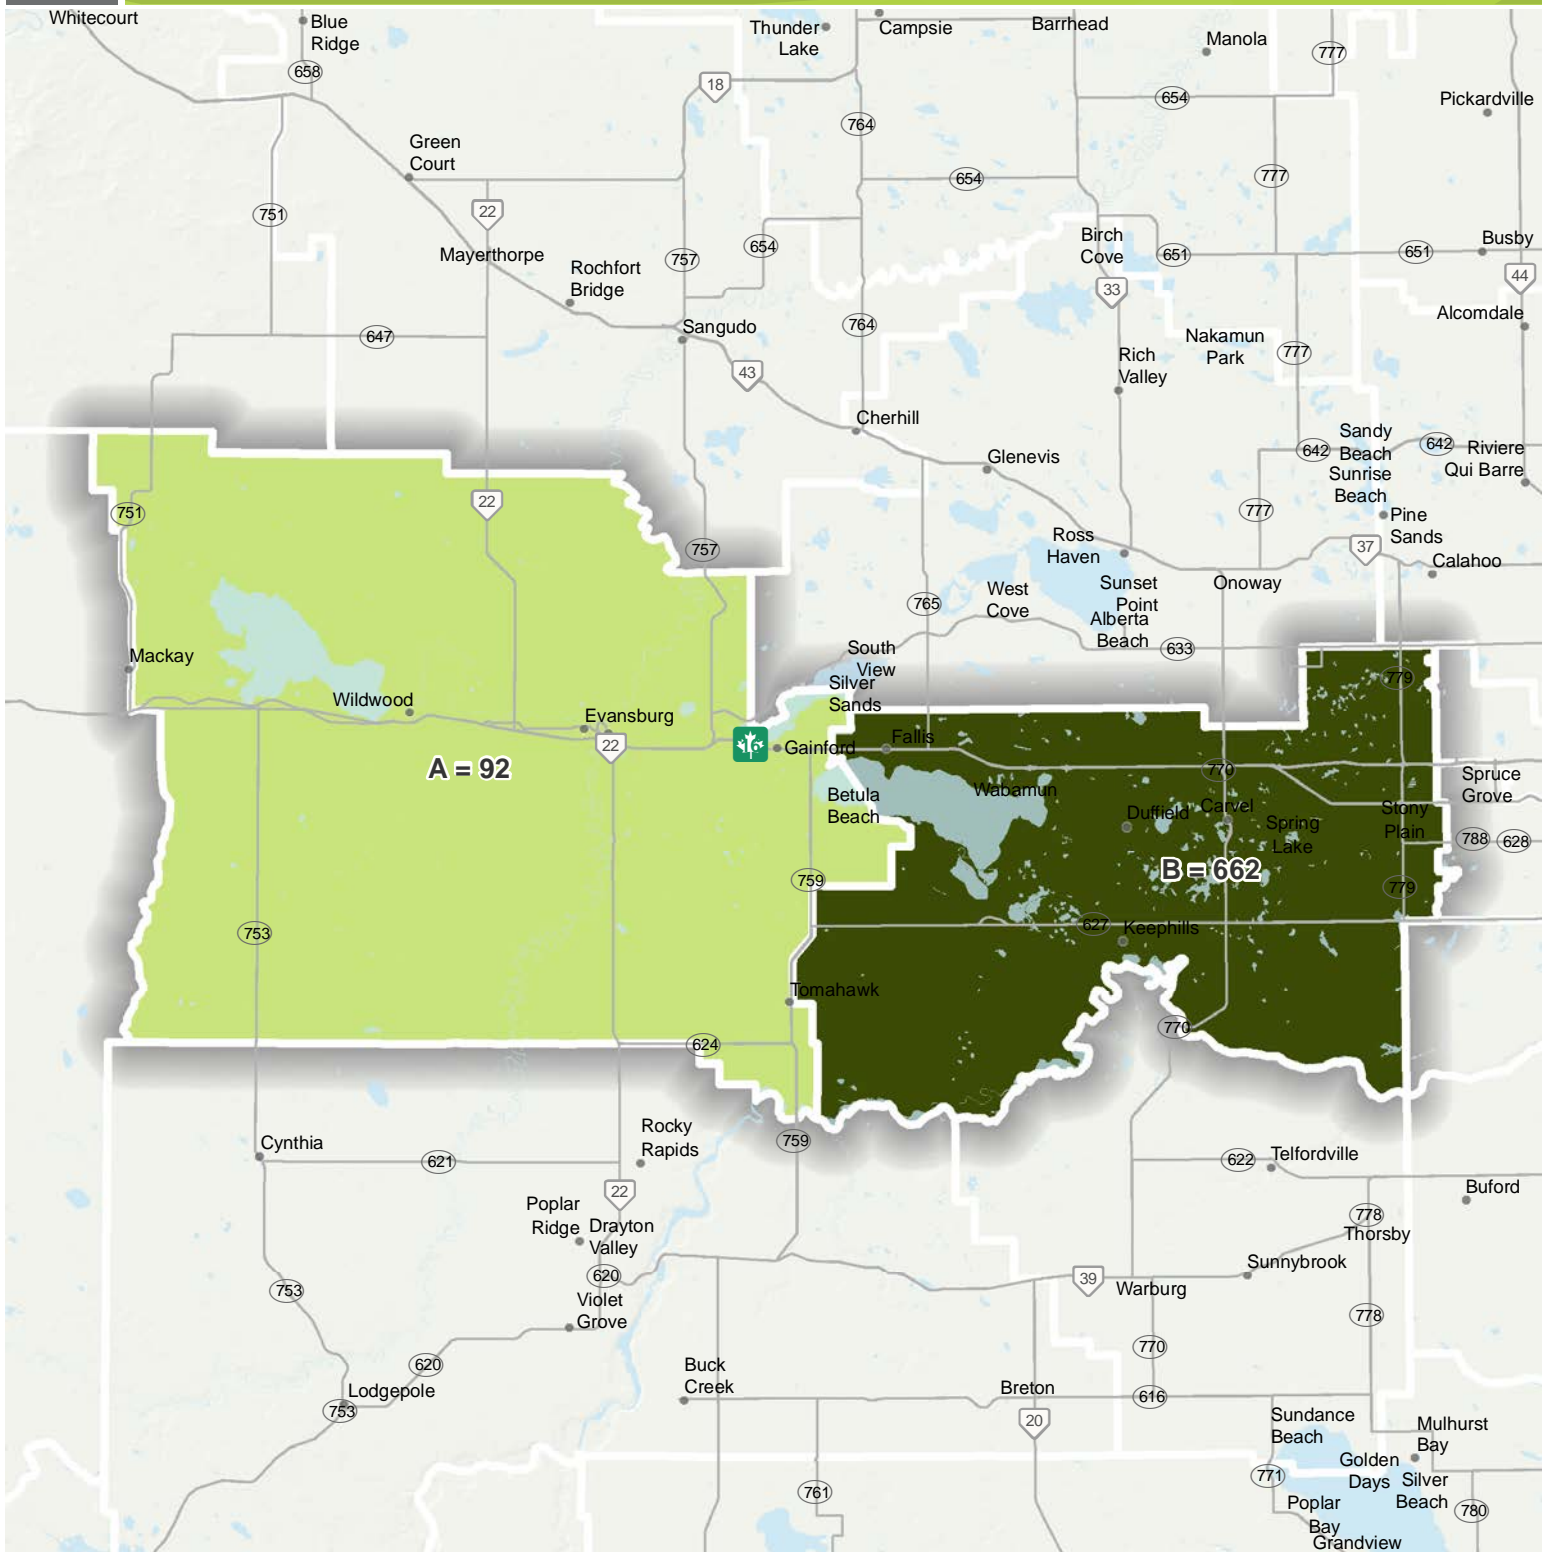 Whitecourt
Blue
Ridge
Thunder
Lake
Campsie
Barrhead
Manola
777
658
18
654
Pickardville
764
Green
Court
654
777
751
22
Mayerthorpe
757
654
Birch
Cove
651
651
Busby
Rochfort
Bridge
33
44
Sangudo
764
Alcomdale
647
Nakamun
Park
777
Rich
Valley
43
Cherhill
Sandy
Beach
642
642
Riviere
Qui Barre
Glenevis
Sunrise
Beach
22
751
777
Pine
Sands
757
Ross
Haven
37
Calahoo
West
Cove
Sunset
Point
Onoway
765
Alberta
Beach
633
South
View
Mackay
Silver
Sands
779
Wildwood
Evansburg
22
16
Gainford
Fallis
A = 92
770
Spruce
Grove
Betula
Beach
Wabamun
Duffield
Carvel
Spring
Lake
Stony
Plain
788
628
B = 662
759
779
753
627
Keephills
Tomahawk
770
624
Rocky
Rapids
759
Cynthia
621
622
Telfordville
22
Buford
Poplar
Ridge
Drayton
Valley
778
Thorsby
Sunnybrook
620
39
Warburg
753
Violet
Grove
778
770
620
Buck
Creek
Breton
616
Lodgepole
753
20
Sundance
Beach
Mulhurst
Bay
Golden
Days
Silver
Beach
771
761
Poplar
Bay
780
Grandview